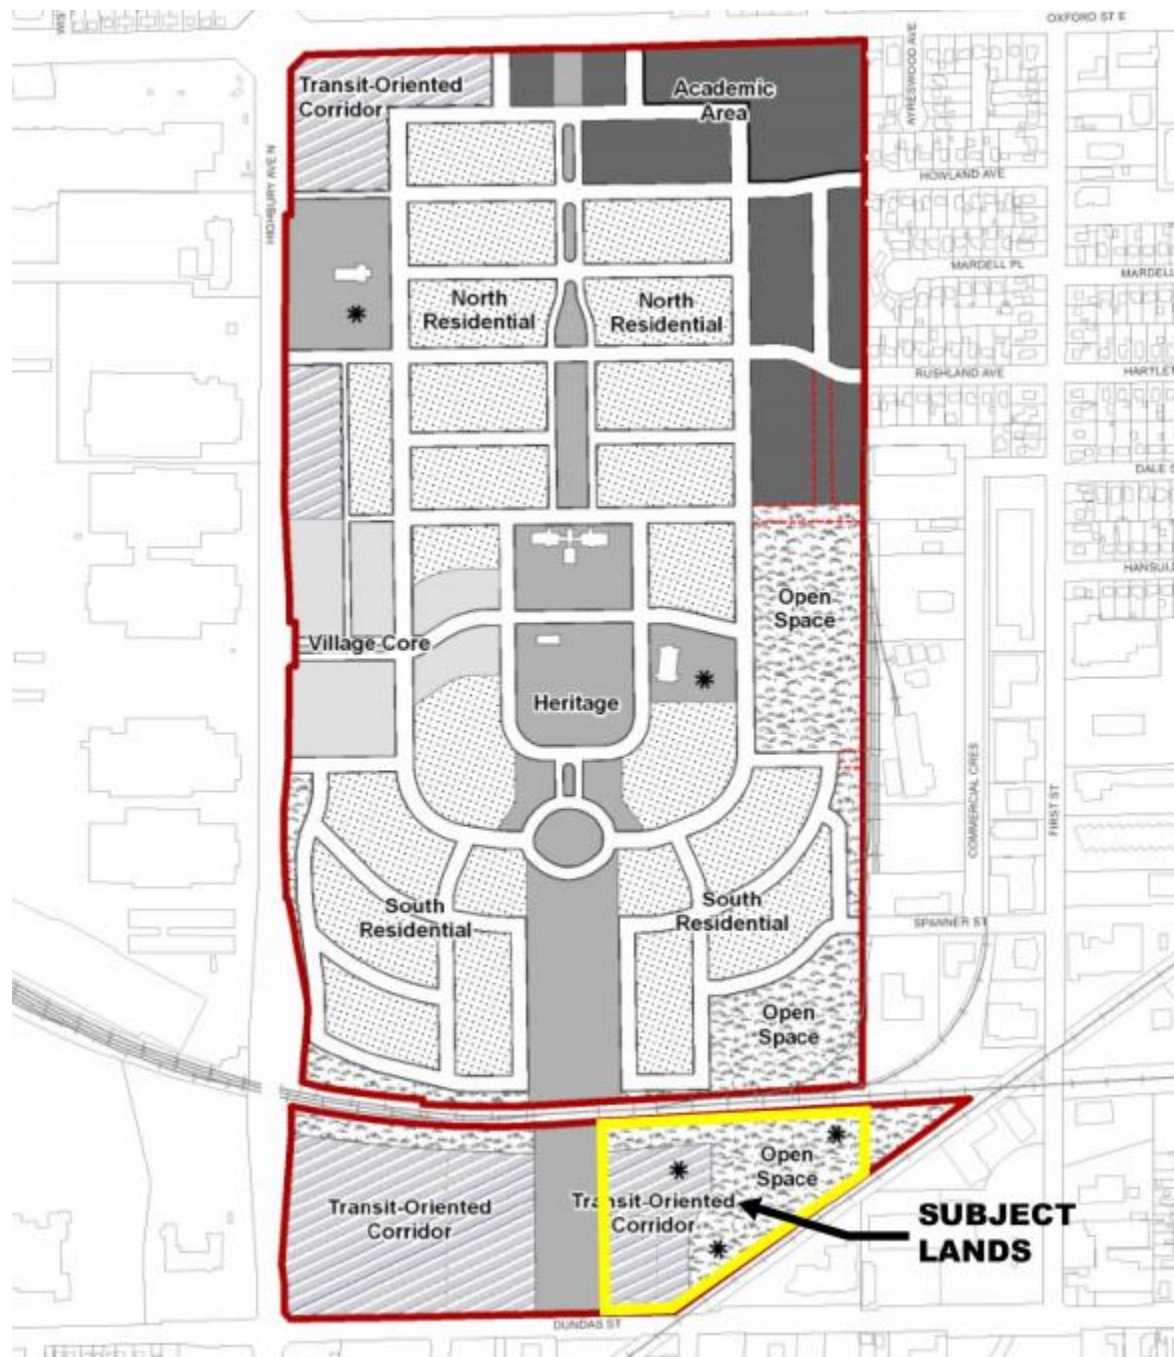 OXFORD ST E
WIS
AYRESWOOD AVE
Transit-Oriented
Corridor
Academic
Area
HIGHBURY AVE N
HOWLAND AVE
MARDELL PL
MARDELL
North
Residential
North
Residential
RUSHLAND AVE
HARTLET
DALE S
HANSUL
Open
Space
Village Core
Heritage
COMMERCIAL CRES
FIRST ST
South
Residential
South
Residential
SPANNER ST
Open
Space
Open
Space
Transit-Oriented
Corridor
Transit-Oriented
Corridor
SUBJECT
LANDS
DUNDAS ST